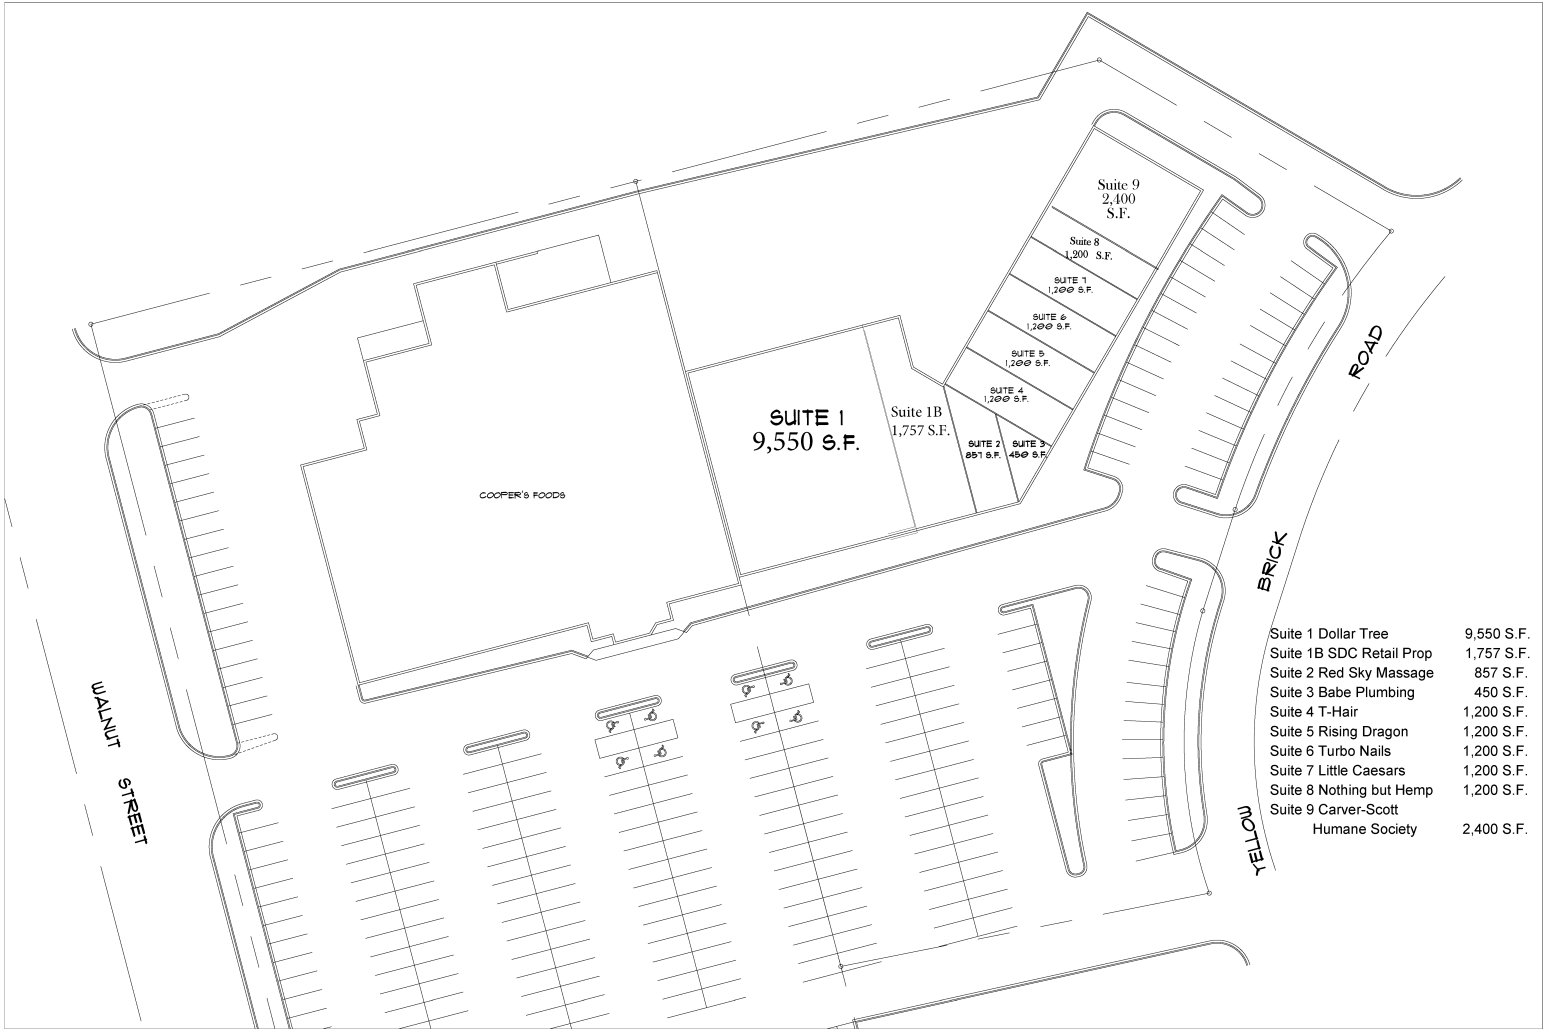 Suite 9
2,400
S.F.
Suite 8
1,200 S.F.
SUITE 7
1,200 S.F.
SUITE 6
1,200 S.F.
SUITE 5
1,200 S.F.
SUITE 4
1,200 S.F.
SUITE 1
9,550 S.F.
Suite 1B
1,757 S.F.
SUITE 2
857 S.F.
SUITE 3
450 S.F.
COOPER'S FOODS
WALNUT STREET
YELLOW BRICK ROAD
Suite 1 Dollar Tree 9,550 S.F.
Suite 1B SDC Retail Prop 1,757 S.F.
Suite 2 Red Sky Massage 857 S.F.
Suite 3 Babe Plumbing 450 S.F.
Suite 4 T-Hair 1,200 S.F.
Suite 5 Rising Dragon 1,200 S.F.
Suite 6 Turbo Nails 1,200 S.F.
Suite 7 Little Caesars 1,200 S.F.
Suite 8 Nothing but Hemp 1,200 S.F.
Suite 9 Carver-Scott
Humane Society 2,400 S.F.